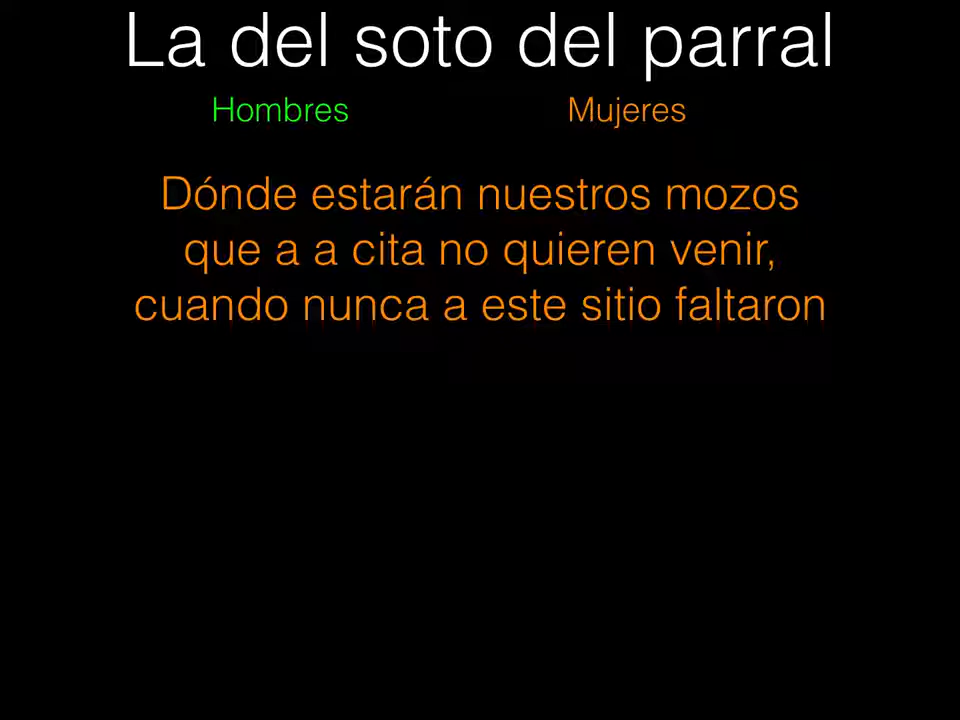 La del soto del parral
Hombres Mujeres
Dónde estarán nuestros mozos
que a a cita no quieren venir,
cuando nunca a este sitio faltaron